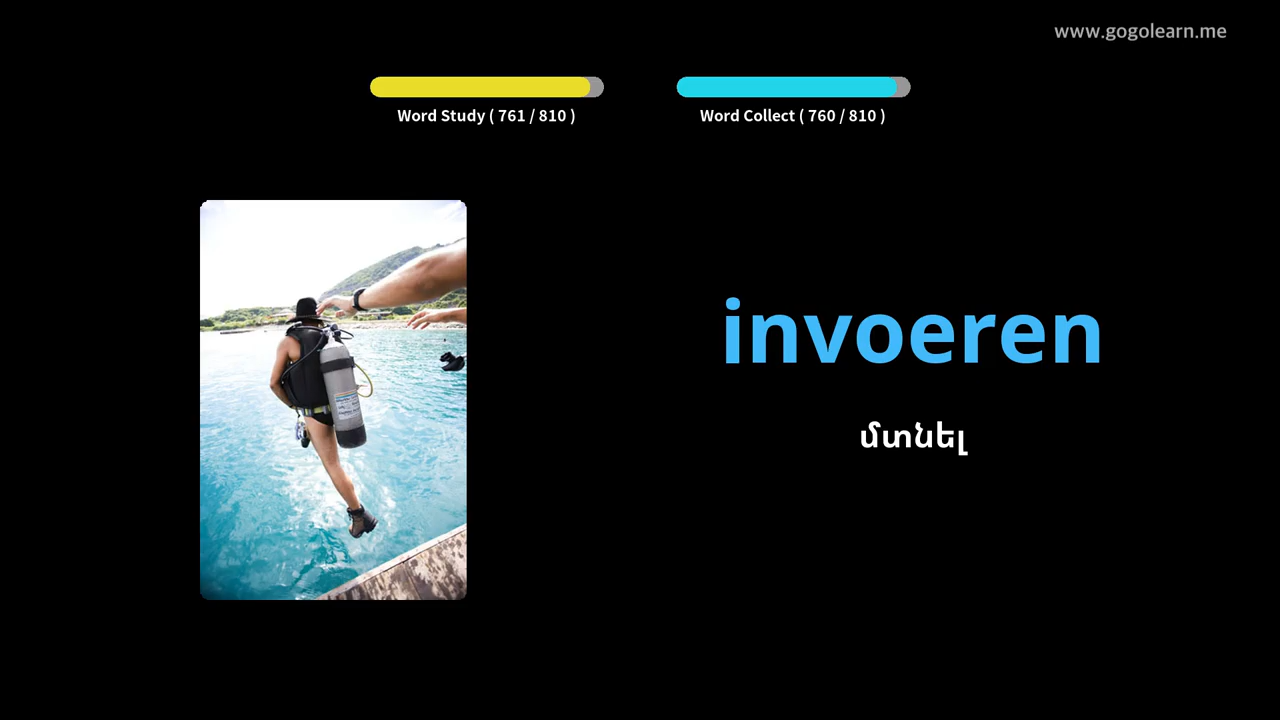 www.gogolearn.me
Word Study ( 761 / 810 )
Word Collect ( 760 / 810 )
invoeren
մտնել